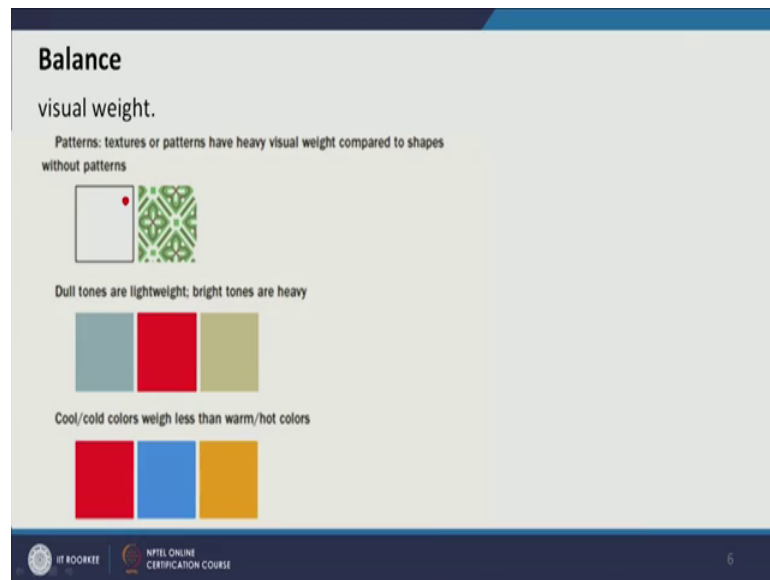 Balance
visual weight.
Patterns: textures or patterns have heavy visual weight compared to shapes
without patterns
Dull tones are lightweight; bright tones are heavy
Cool/cold colors weigh less than warm/hot colors
IIT ROORKEE
NPTEL ONLINE
CERTIFICATION COURSE
6